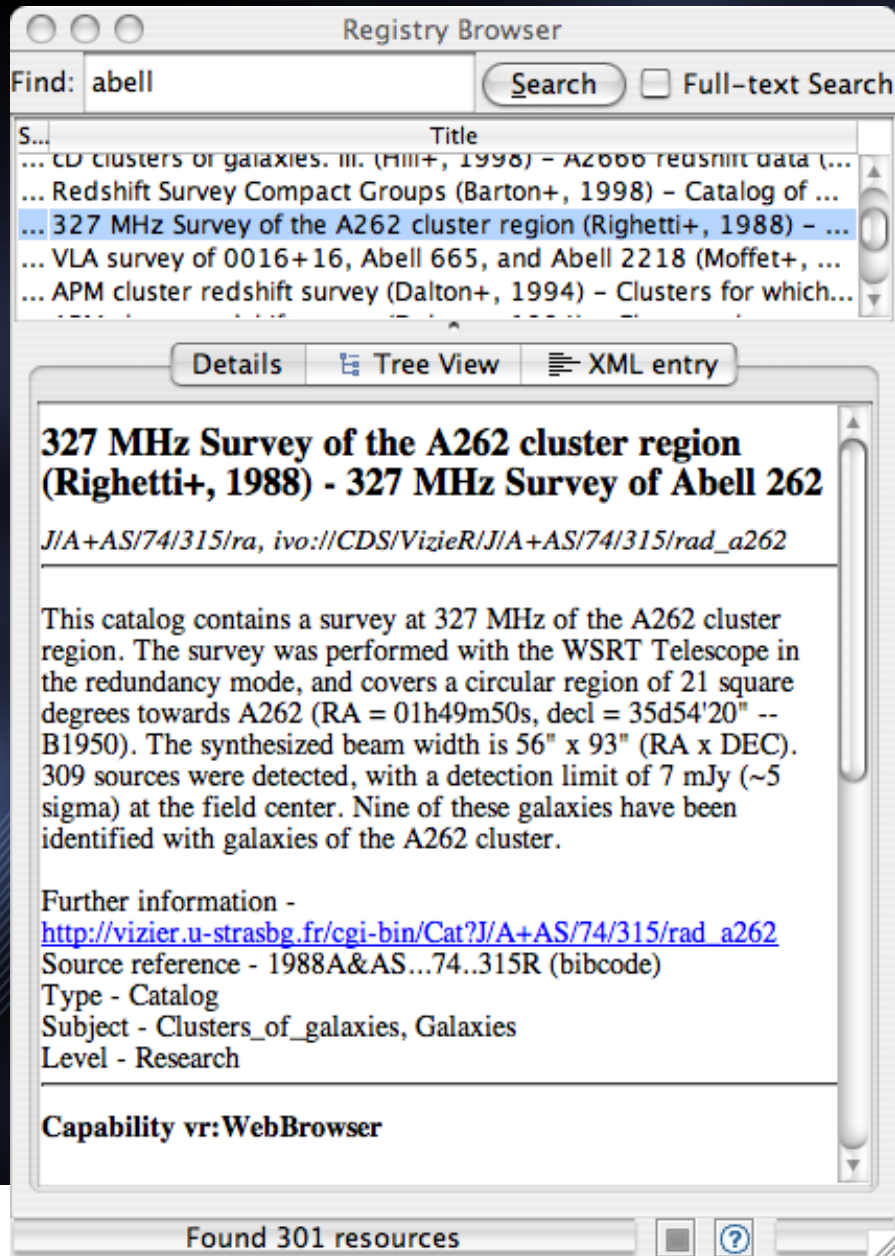 Registry Browser
Find: abell Search Full-text Search
S... Title
... cD clusters of galaxies. III. (Hill+, 1998) – A2666 redshift data (...
... Redshift Survey Compact Groups (Barton+, 1998) – Catalog of ...
... 327 MHz Survey of the A262 cluster region (Righetti+, 1988) – ...
... VLA survey of 0016+16, Abell 665, and Abell 2218 (Moffet+, ...
... APM cluster redshift survey (Dalton+, 1994) – Clusters for which...
Details Tree View XML entry
327 MHz Survey of the A262 cluster region
(Righetti+, 1988) - 327 MHz Survey of Abell 262
J/A+AS/74/315/ra, ivo://CDS/VizieR/J/A+AS/74/315/rad_a262
This catalog contains a survey at 327 MHz of the A262 cluster
region. The survey was performed with the WSRT Telescope in
the redundancy mode, and covers a circular region of 21 square
degrees towards A262 (RA = 01h49m50s, decl = 35d54'20" --
B1950). The synthesized beam width is 56" x 93" (RA x DEC).
309 sources were detected, with a detection limit of 7 mJy (~5
sigma) at the field center. Nine of these galaxies have been
identified with galaxies of the A262 cluster.
Further information -
http://vizier.u-strasbg.fr/cgi-bin/Cat?J/A+AS/74/315/rad_a262
Source reference - 1988A&AS...74..315R (bibcode)
Type - Catalog
Subject - Clusters_of_galaxies, Galaxies
Level - Research
Capability vr:WebBrowser
Found 301 resources